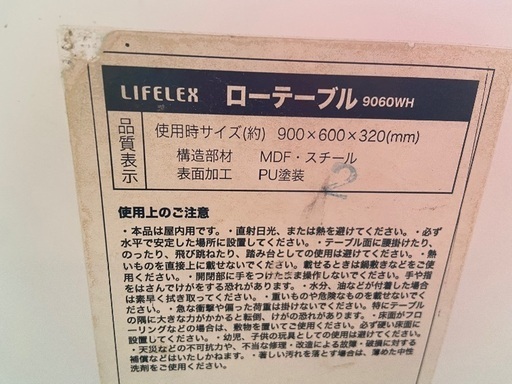 LIFELEX ローテーブル 9060WH
品質表示
使用時サイズ(約) 900×600×320(mm)
構造部材 MDF・スチール
表面加工 PU塗装
2
使用上のご注意
・本品は屋内用です。・直射日光、または熱を避けてください。・必ず
水平で安定した場所に設置してください。・テーブル面に腰掛けたり、
のったり、飛び跳ねたり、踏み台としての使用は避けてください。・熱
いものを直接上に載せないでください。載せるときは鍋敷きなどをご使
用ください。・開閉部に手をつけたまま操作しないでください。手や指
をはさんでけがをする恐れがあります。・水分、油などが付着した場合
は素早く拭き取ってください。・重いものや危険なものを載せないでく
ださい。・急な衝撃や偏った荷重は掛けないでください。特にテーブル
の隅に大きな力がかかると転倒、けがの恐れがあります。・床面がフロ
ーリングなどの場合は、敷物を置いてご使用ください。必ず硬い床面に
設置してください。・幼児、子供の玩具としての使用は避けてください。
・天災などの不可抗力や、不当な修理・改造による故障・破損に対する
補償などはいたしかねます。・著しい汚れを落とす場合は、薄めた中性
洗剤をご使用ください。